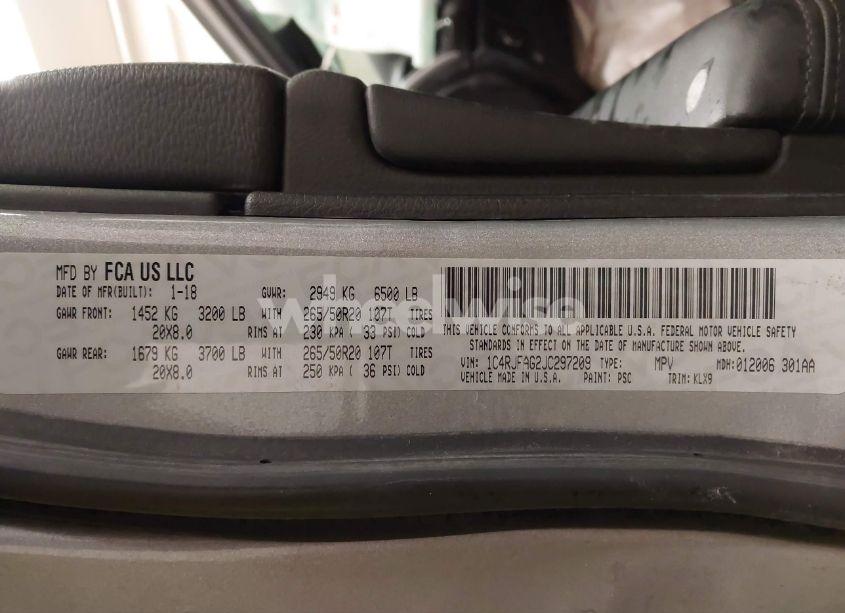 MFD BY FCA US LLC
DATE OF MFR(BUILT): 1-18 GVWR: 2949 KG 6500 LB
GAWR FRONT: 1452 KG 3200 LB WITH 265/50R20 107T TIRES
20X8.0 RIMS AT 230 KPA ( 33 PSI) COLD
GAWR REAR: 1679 KG 3700 LB WITH 265/50R20 107T TIRES
20X8.0 RIMS AT 250 KPA ( 36 PSI) COLD
THIS VEHICLE CONFORMS TO ALL APPLICABLE U.S.A. FEDERAL MOTOR VEHICLE SAFETY
STANDARDS IN EFFECT ON THE DATE OF MANUFACTURE SHOWN ABOVE.
VIN: 1C4RJFAG2JC297209 TYPE: MPV MDH:012006 301AA
VEHICLE MADE IN U.S.A. PAINT: PSC TRIM: KLX9
wheelwise